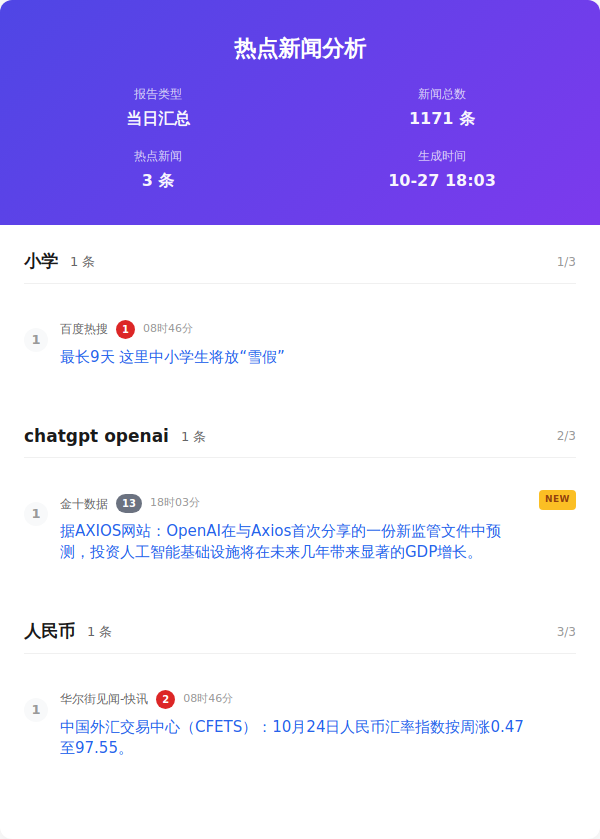 热点新闻分析
报告类型
当日汇总
新闻总数
1171 条
热点新闻
3 条
生成时间
10-27 18:03
小学 1 条 1/3
1
百度热搜 1 08时46分
最长9天 这里中小学生将放“雪假”
chatgpt openai 1 条 2/3
1
金十数据 13 18时03分 NEW
据AXIOS网站：OpenAI在与Axios首次分享的一份新监管文件中预
测，投资人工智能基础设施将在未来几年带来显著的GDP增长。
人民币 1 条 3/3
1
华尔街见闻-快讯 2 08时46分
中国外汇交易中心（CFETS）：10月24日人民币汇率指数按周涨0.47
至97.55。